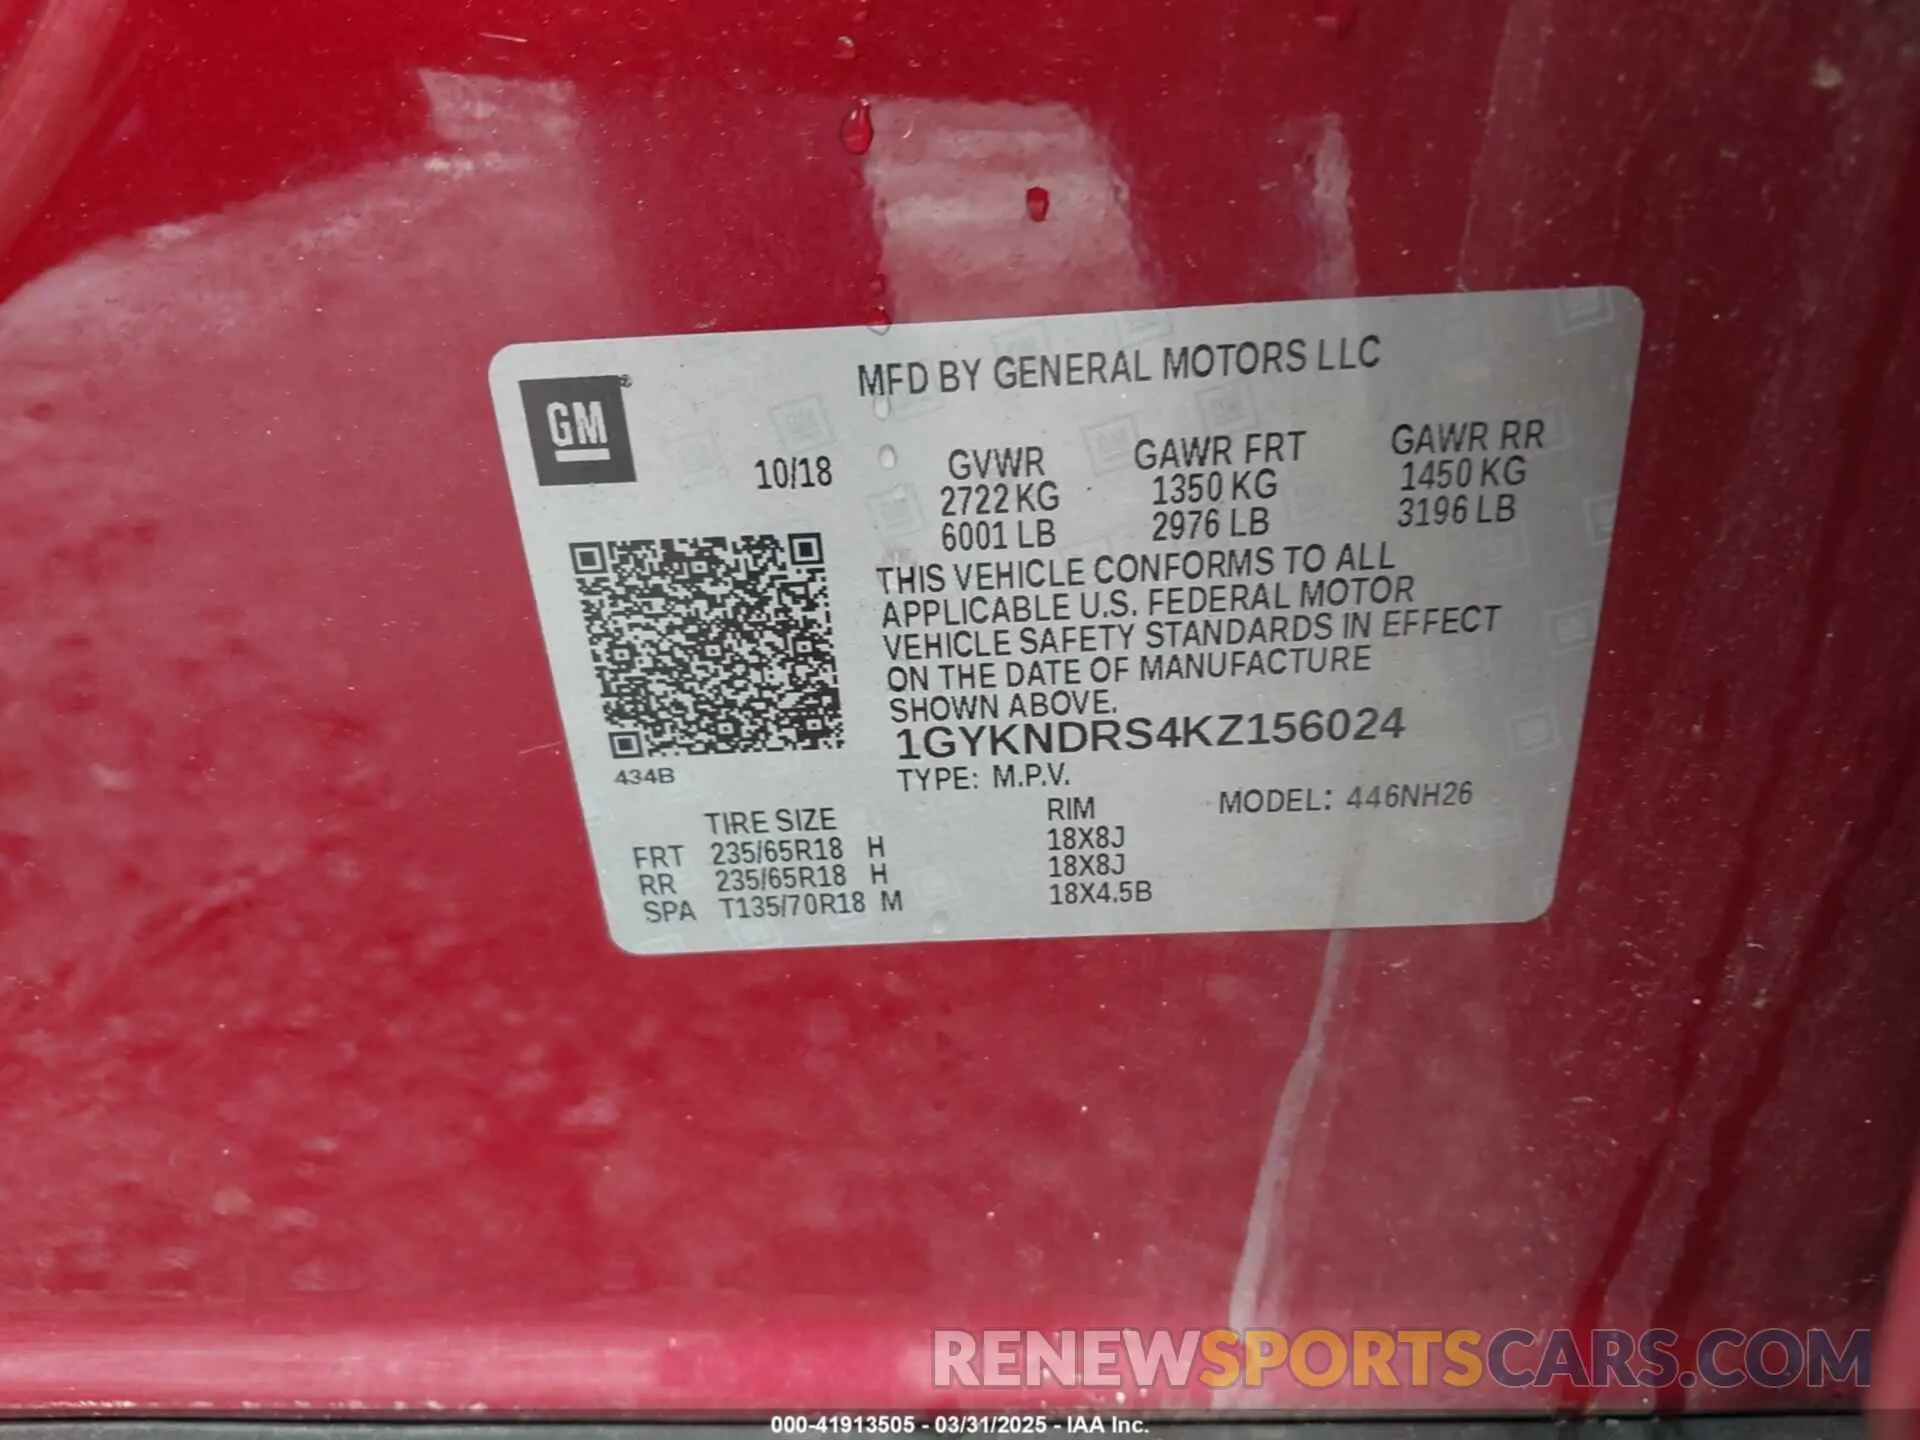 MFD BY GENERAL MOTORS LLC
GM
®
10/18
GVWR GAWR FRT GAWR RR
2722 KG 1350 KG 1450 KG
6001 LB 2976 LB 3196 LB
THIS VEHICLE CONFORMS TO ALL
APPLICABLE U.S. FEDERAL MOTOR
VEHICLE SAFETY STANDARDS IN EFFECT
ON THE DATE OF MANUFACTURE
SHOWN ABOVE.
1GYKNDRS4KZ156024
434B
TYPE: M.P.V.
MODEL: 446NH26
TIRE SIZE RIM
FRT 235/65R18 H 18X8J
RR 235/65R18 H 18X8J
SPA T135/70R18 M 18X4.5B
RENEWSPORTSCARS.COM
000-41913505 - 03/31/2025 - IAA Inc.